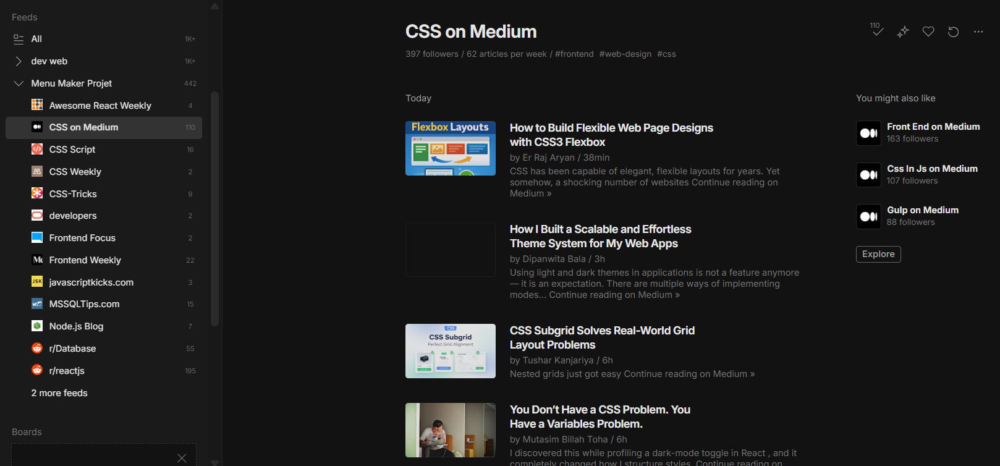 Feeds
All 1K+
dev web 1K+
Menu Maker Projet 442
Awesome React Weekly 4
CSS on Medium 110
CSS Script 16
CSS Weekly 2
CSS-Tricks 9
developers 2
Frontend Focus 2
Frontend Weekly 22
JSK javascriptkicks.com 3
MSSQLTips.com 15
Node.js Blog 7
r/Database 55
r/reactjs 195
2 more feeds
Boards
CSS on Medium
110
397 followers / 62 articles per week / #frontend #web-design #css
Today
Flexbox Layouts
How to Build Flexible Web Page Designs
with CSS3 Flexbox
by Er Raj Aryan / 38min
CSS has been capable of elegant, flexible layouts for years. Yet
somehow, a shocking number of websites Continue reading on
Medium »
How I Built a Scalable and Effortless
Theme System for My Web Apps
by Dipanwita Bala / 3h
Using light and dark themes in applications is not a feature anymore
— it is an expectation. There are multiple ways of implementing
modes... Continue reading on Medium »
CSS
CSS Subgrid
Perfect Grid Alignment
CSS Subgrid Solves Real-World Grid
Layout Problems
by Tushar Kanjariya / 6h
Nested grids just got easy Continue reading on Medium »
You Don’t Have a CSS Problem. You
Have a Variables Problem.
by Mutasim Billah Toha / 6h
I discovered this while profiling a dark-mode toggle in React , and it
completely changed how I structure styles. Continue reading on
You might also like
Front End on Medium
163 followers
Css In Js on Medium
107 followers
Gulp on Medium
88 followers
Explore